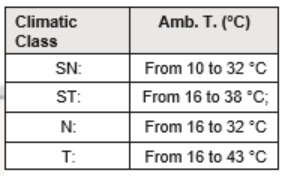 Climatic Class Amb. T. (ºC)
SN: From 10 to 32 °C
ST: From 16 to 38 °C;
N: From 16 to 32 °C
T: From 16 to 43 °C